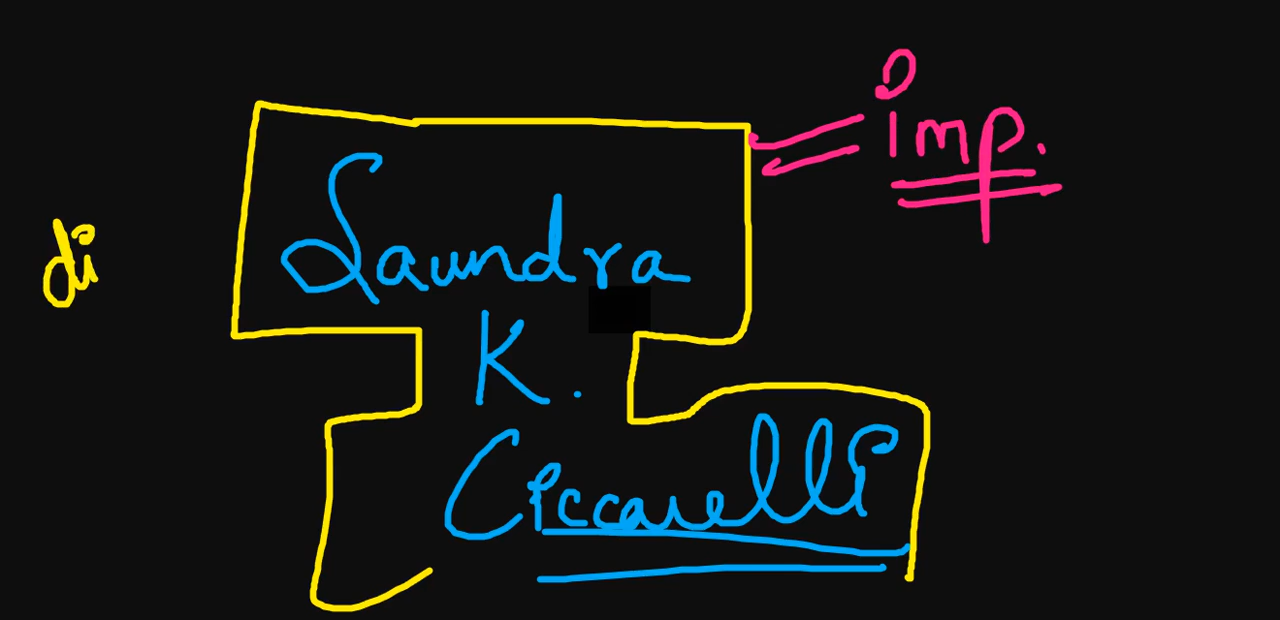 imp.
Saundra
di
K.
Ciccarelli